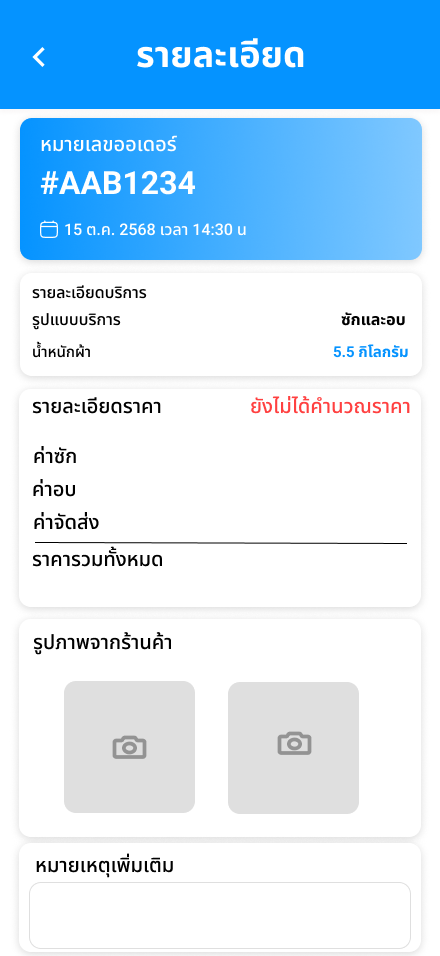 รายละเอียด
หมายเลขออเดอร์
#AAB1234
15 ต.ค. 2568 เวลา 14:30 น
รายละเอียดบริการ
รูปแบบบริการ ซักและอบ
น้ำหนักผ้า 5.5 กิโลกรัม
รายละเอียดราคา ยังไม่ได้คำนวณราคา
ค่าซัก
ค่าอบ
ค่าจัดส่ง
ราคารวมทั้งหมด
รูปภาพจากร้านค้า
หมายเหตุเพิ่มเติม